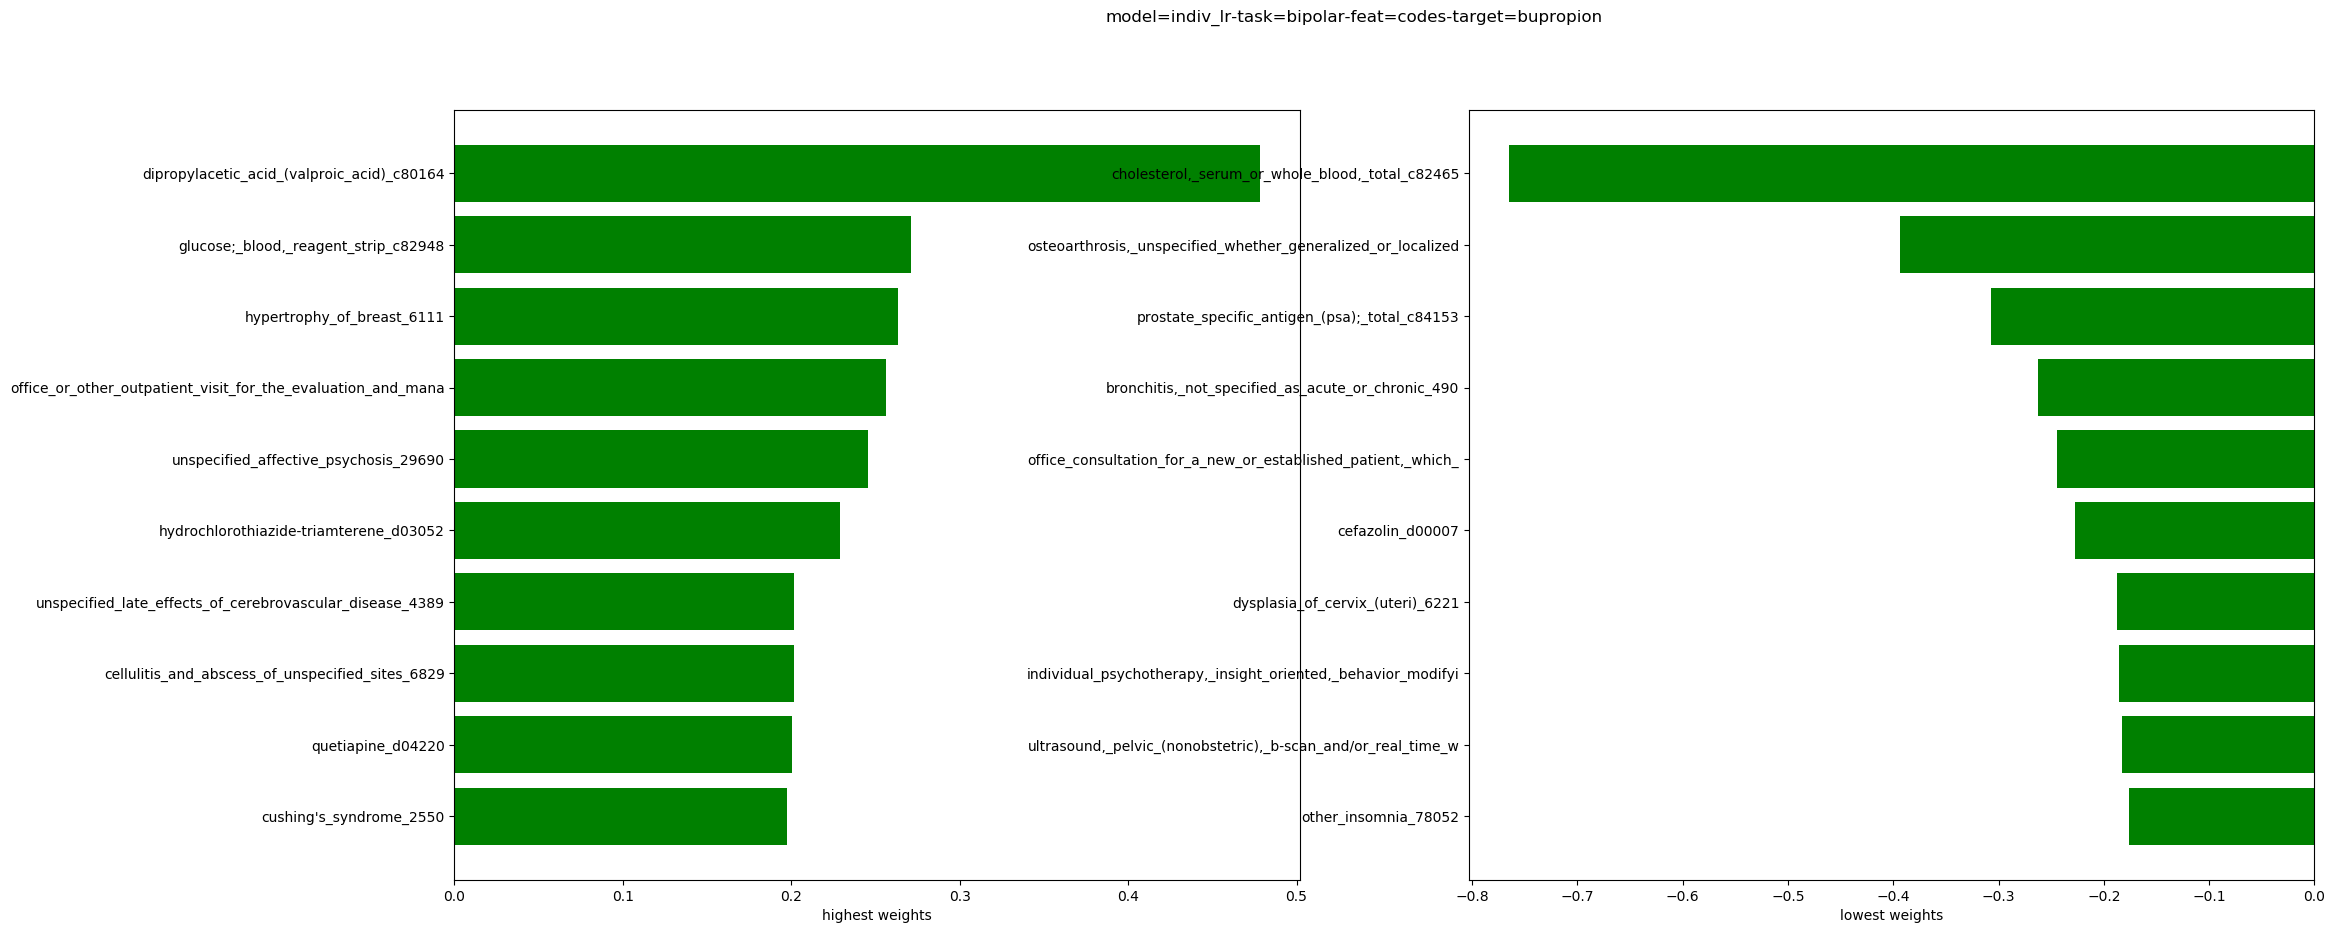 model=indiv_lr-task=bipolar-feat=codes-target=bupropion
dipropylacetic_acid_(valproic_acid)_c80164
glucose;_blood,_reagent_strip_c82948
hypertrophy_of_breast_6111
office_or_other_outpatient_visit_for_the_evaluation_and_mana
unspecified_affective_psychosis_29690
hydrochlorothiazide-triamterene_d03052
unspecified_late_effects_of_cerebrovascular_disease_4389
cellulitis_and_abscess_of_unspecified_sites_6829
quetiapine_d04220
cushing's_syndrome_2550
0.0 0.1 0.2 0.3 0.4 0.5
highest weights
cholesterol,_serum_or_whole_blood,_total_c82465
osteoarthrosis,_unspecified_whether_generalized_or_localized
prostate_specific_antigen_(psa);_total_c84153
bronchitis,_not_specified_as_acute_or_chronic_490
office_consultation_for_a_new_or_established_patient,_which_
cefazolin_d00007
dysplasia_of_cervix_(uteri)_6221
individual_psychotherapy,_insight_oriented,_behavior_modifyi
ultrasound,_pelvic_(nonobstetric),_b-scan_and/or_real_time_w
other_insomnia_78052
−0.8 −0.7 −0.6 −0.5 −0.4 −0.3 −0.2 −0.1 0.0
lowest weights